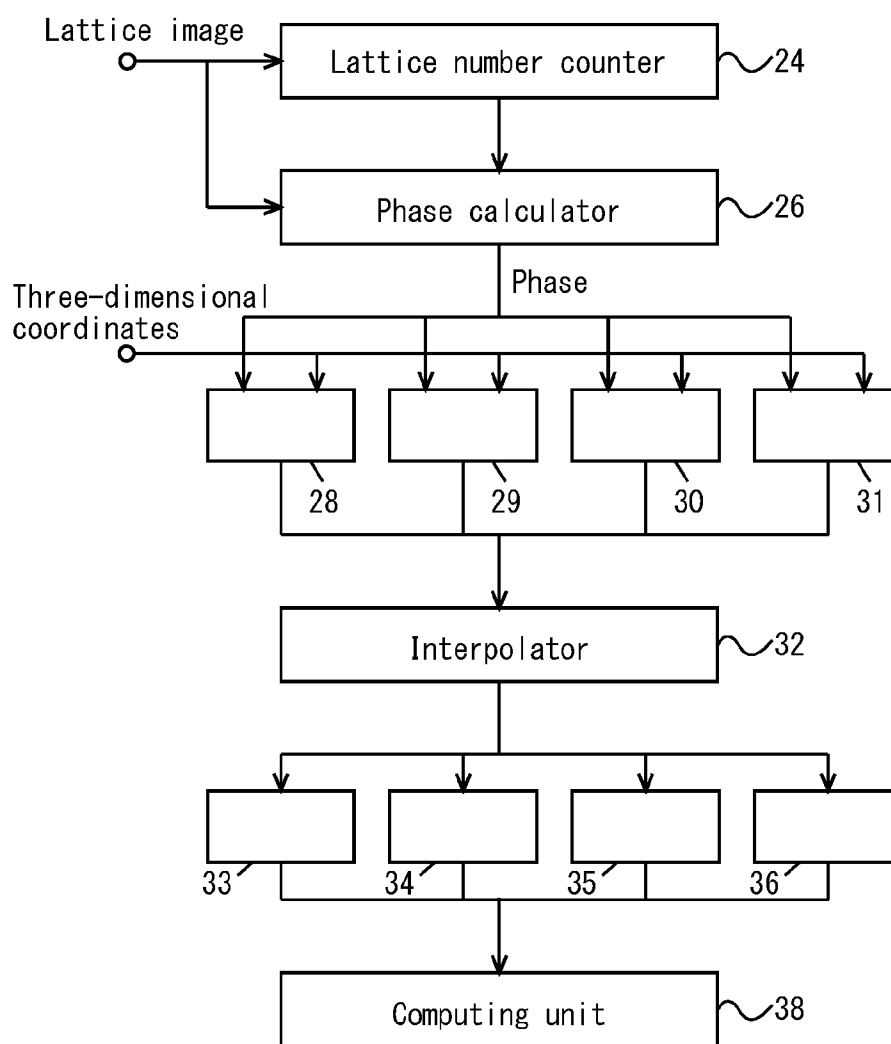 Lattice image
Lattice number counter
24
Phase calculator
26
Phase
Three-dimensional
coordinates
28
29
30
31
Interpolator
32
33
34
35
36
Computing unit
38